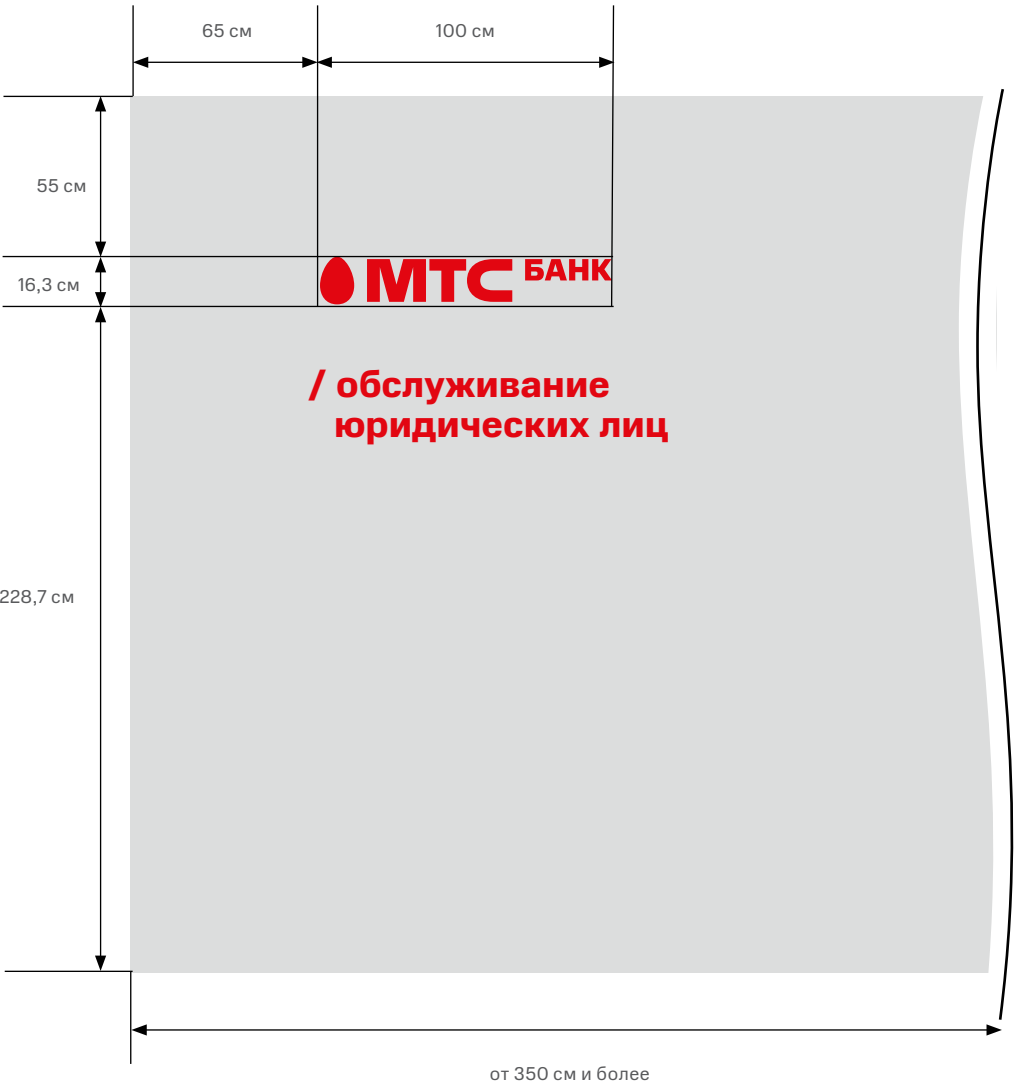 65 см
100 см
55 см
16,3 см
МТС БАНК
/ обслуживание
юридических лиц
228,7 см
от 350 см и более